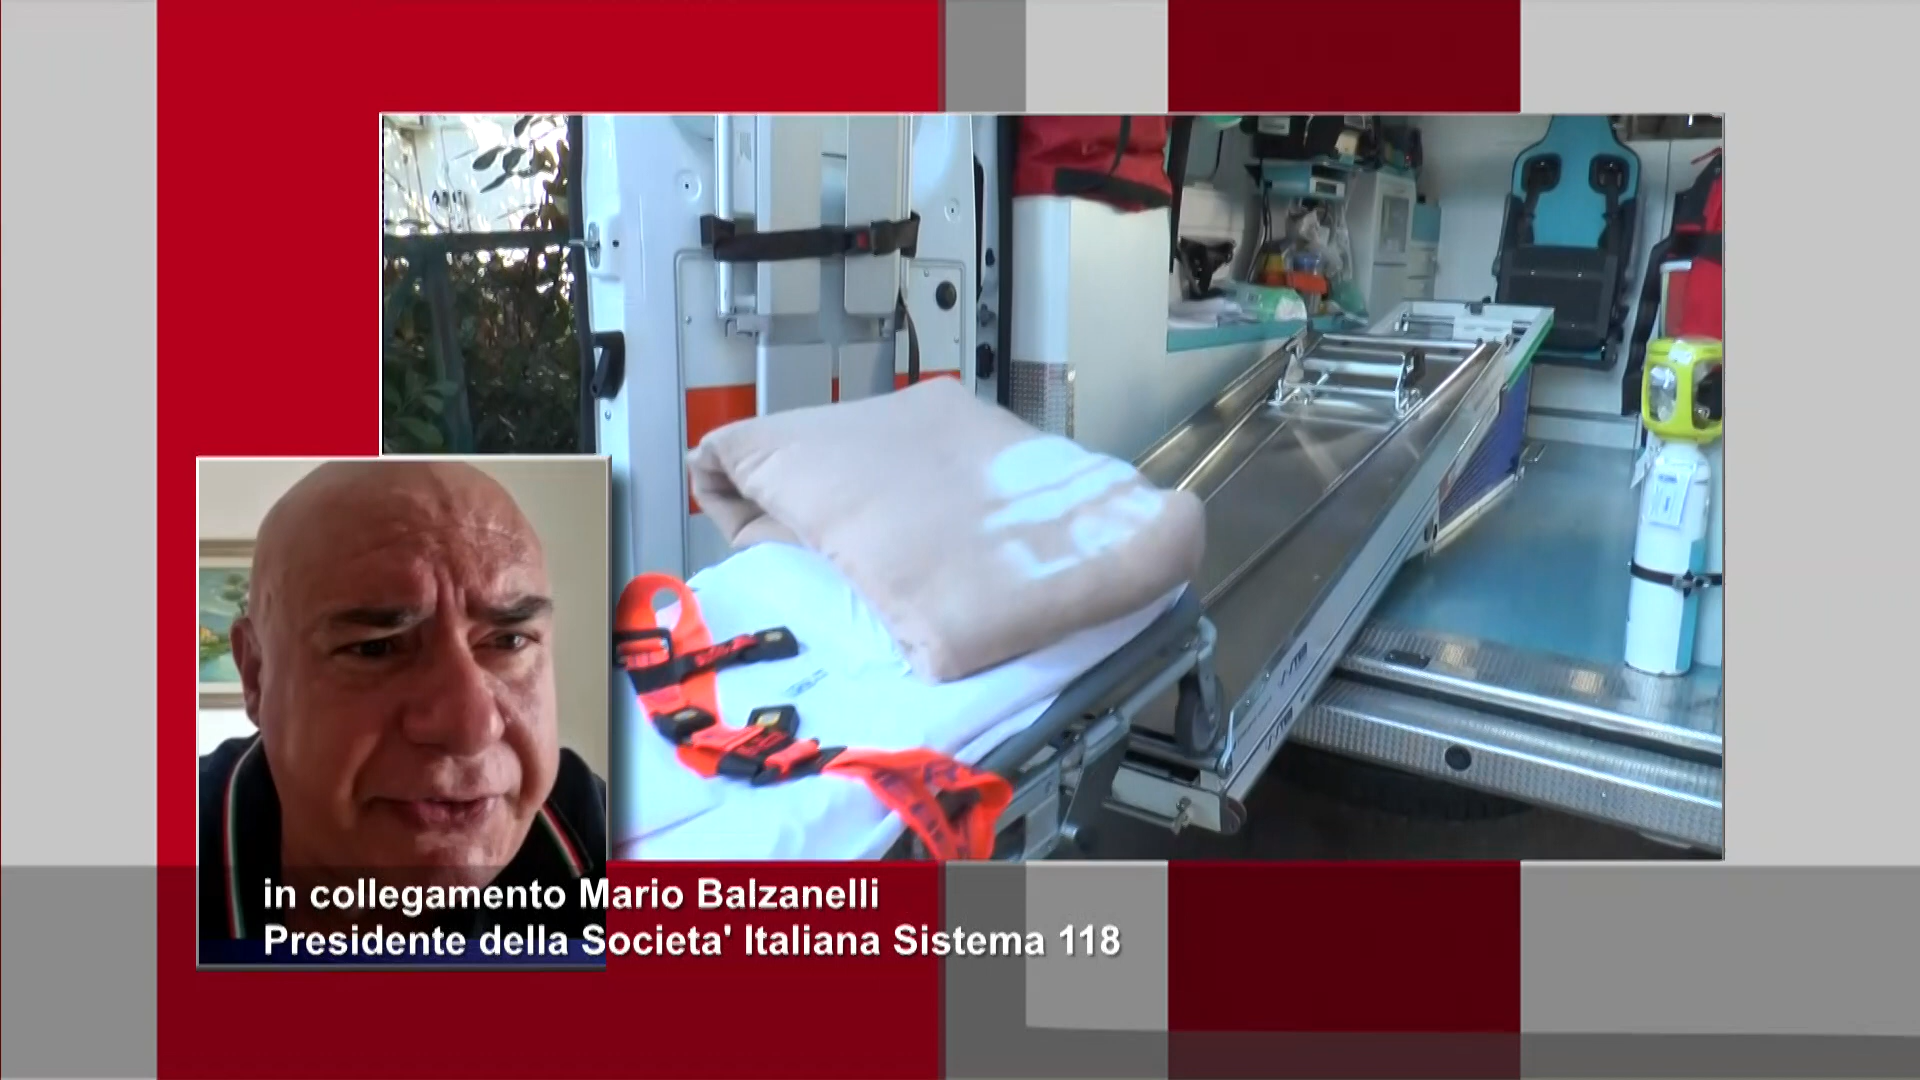 in collegamento Mario Balzanelli
Presidente della Societa' Italiana Sistema 118